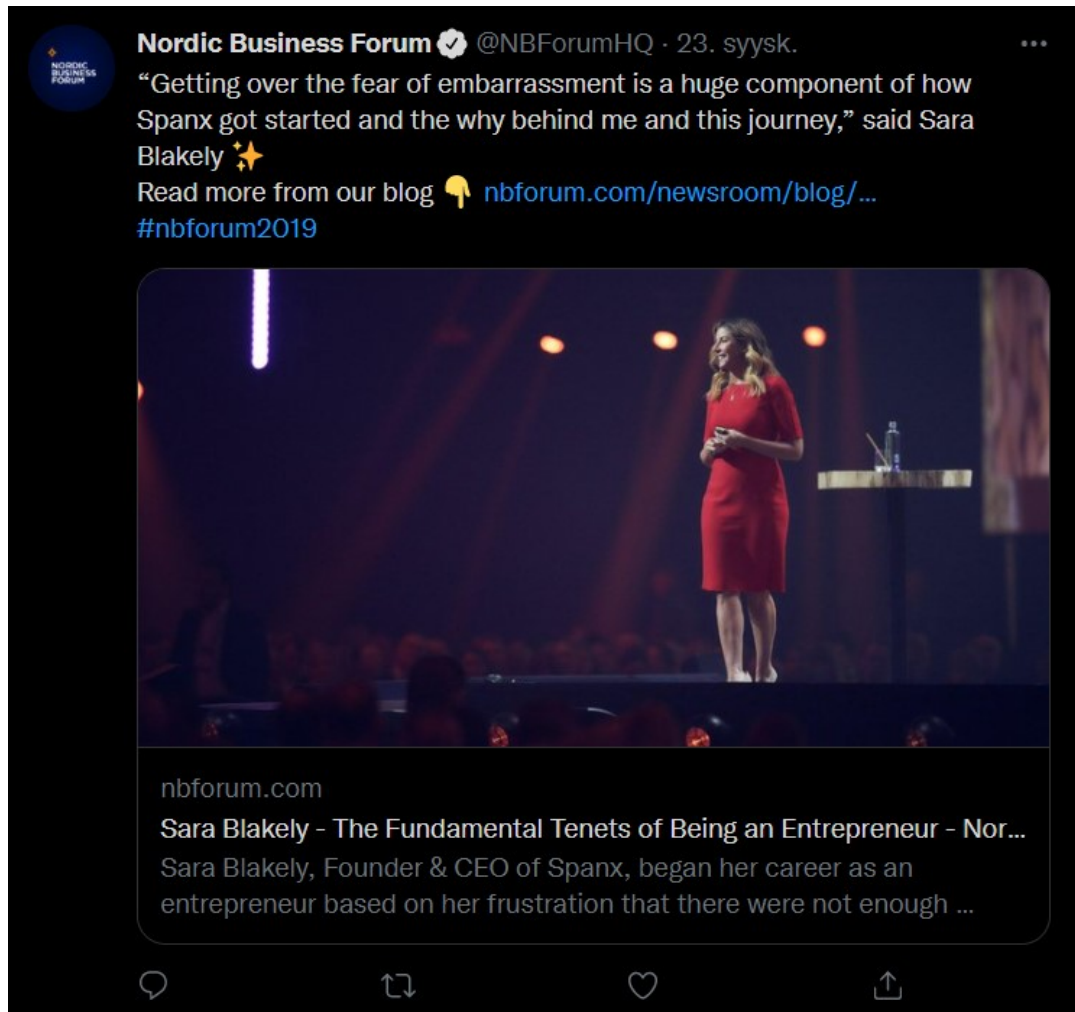 NORDIC
BUSINESS
FORUM
Nordic Business Forum @NBForumHQ · 23. syysk.
“Getting over the fear of embarrassment is a huge component of how
Spanx got started and the why behind me and this journey,” said Sara
Blakely ✨
Read more from our blog 👇 nbforum.com/newsroom/blog/...
#nbforum2019
nbforum.com
Sara Blakely - The Fundamental Tenets of Being an Entrepreneur - Nor...
Sara Blakely, Founder & CEO of Spanx, began her career as an
entrepreneur based on her frustration that there were not enough ...